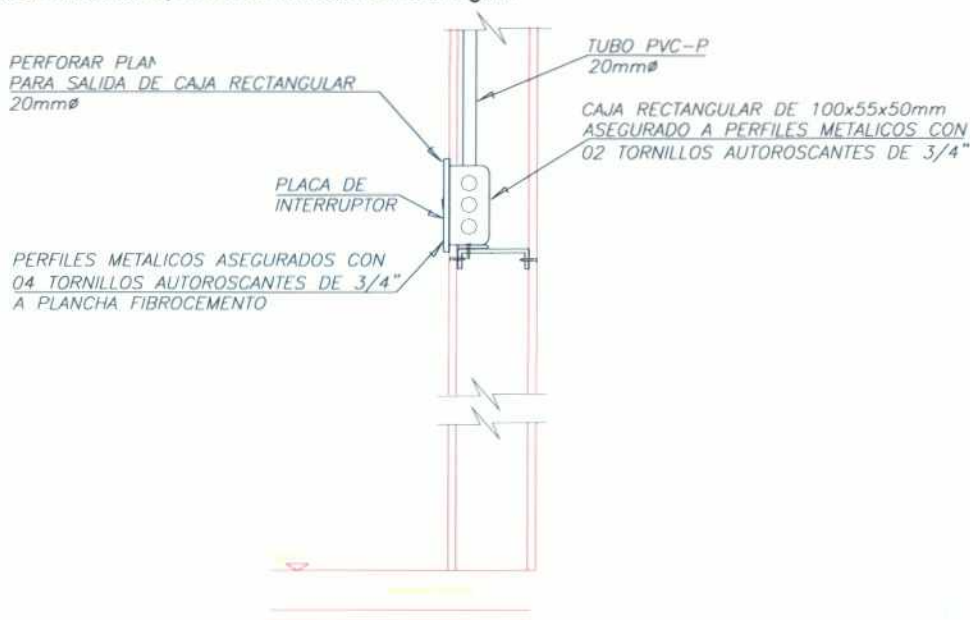 PERFORAR PLAN
PARA SALIDA DE CAJA RECTANGULAR
20mmø
TUBO PVC-P
20mmø
CAJA RECTANGULAR DE 100x55x50mm
ASEGURADO A PERFILES METALICOS CON
02 TORNILLOS AUTOROSCANTES DE 3/4"
PLACA DE
INTERRUPTOR
PERFILES METALICOS ASEGURADOS CON
04 TORNILLOS AUTOROSCANTES DE 3/4"
A PLANCHA FIBROCEMENTO